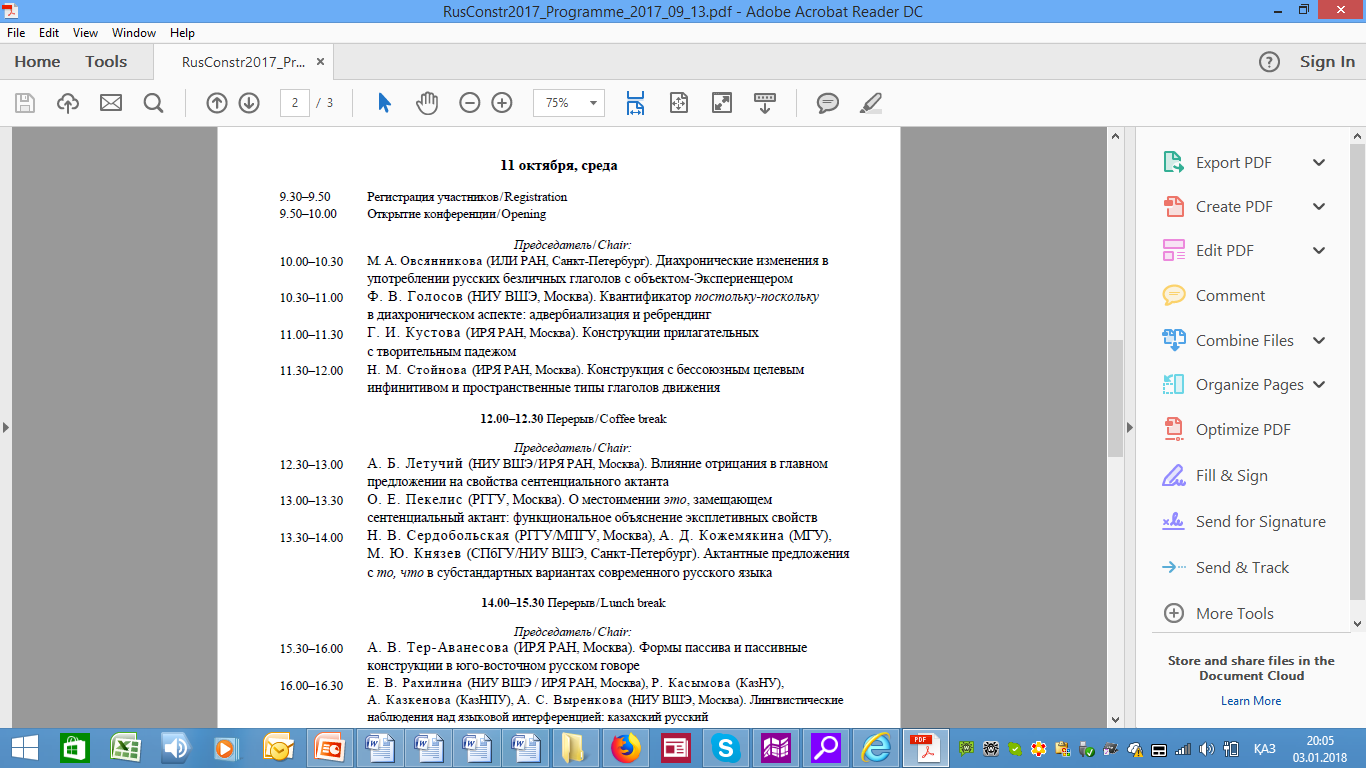 RusConstr2017_Programme_2017_09_13.pdf - Adobe Acrobat Reader DC
File Edit View Window Help
Home Tools RusConstr2017_Pr... × Sign In
2 / 3 75%
11 октября, среда
9.30–9.50 Регистрация участников/Registration
9.50–10.00 Открытие конференции/Opening
Председатель/Chair:
10.00–10.30 М. А. Овсянникова (ИЛИ РАН, Санкт-Петербург). Диахронические изменения в
употреблении русских безличных глаголов с объектом-Экспериенцером
10.30–11.00 Ф. В. Голосов (НИУ ВШЭ, Москва). Квантификатор постольку-поскольку
в диахроническом аспекте: адвербиализация и ребрендинг
11.00–11.30 Г. И. Кустова (ИРЯ РАН, Москва). Конструкции прилагательных
с творительным падежом
11.30–12.00 Н. М. Стойнова (ИРЯ РАН, Москва). Конструкция с бессоюзным целевым
инфинитивом и пространственные типы глаголов движения
12.00–12.30 Перерыв/Coffee break
Председатель/Chair:
12.30–13.00 А. Б. Летучий (НИУ ВШЭ/ИРЯ РАН, Москва). Влияние отрицания в главном
предложении на свойства сентенциального актанта
13.00–13.30 О. Е. Пекелис (РГГУ, Москва). О местоимении это, замещающем
сентенциальный актант: функциональное объяснение эксплетивных свойств
13.30–14.00 Н. В. Сердобольская (РГГУ/МПГУ, Москва), А. Д. Кожемякина (МГУ),
М. Ю. Князев (СПбГУ/НИУ ВШЭ, Санкт-Петербург). Актантные предложения
с то, что в субстандартных вариантах современного русского языка
14.00–15.30 Перерыв/Lunch break
Председатель/Chair:
15.30–16.00 А. В. Тер-Аванесова (ИРЯ РАН, Москва). Формы пассива и пассивные
конструкции в юго-восточном русском говоре
16.00–16.30 Е. В. Рахилина (НИУ ВШЭ / ИРЯ РАН, Москва), Р. Касымова (КазНУ),
А. Казкенова (КазНПУ), А. С. Выренкова (НИУ ВШЭ, Москва). Лингвистические
наблюдения над языковой интерференцией: казахский русский
Export PDF
Create PDF
Edit PDF
Comment
Combine Files
Organize Pages
Optimize PDF
Fill & Sign
Send for Signature
Send & Track
More Tools
Store and share files in the
Document Cloud
Learn More
ҚАЗ 20:05
03.01.2018